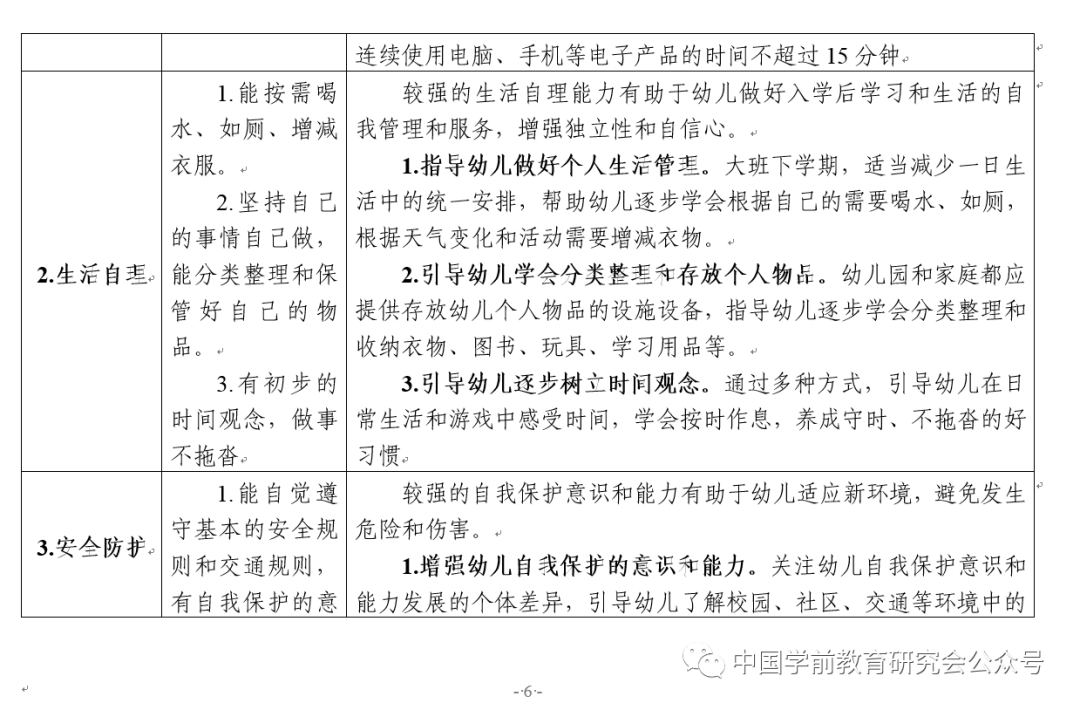 连续使用电脑、手机等电子产品的时间不超过 15 分钟。
2.生活自理
1.能按需喝
水、如厕、增减
衣服。
2.坚持自己
的事情自己做，
能分类整理和保
管好自己的物
品。
3.有初步的
时间观念，做事
不拖沓
较强的生活自理能力有助于幼儿做好入学后学习和生活的自
我管理和服务，增强独立性和自信心。
1.指导幼儿做好个人生活管理。大班下学期，适当减少一日生
活中的统一安排，帮助幼儿逐步学会根据自己的需要喝水、如厕，
根据天气变化和活动需要增减衣物。
2.引导幼儿学会分类整理和存放个人物品。幼儿园和家庭都应
提供存放幼儿个人物品的设施设备，指导幼儿逐步学会分类整理和
收纳衣物、图书、玩具、学习用品等。
3.引导幼儿逐步树立时间观念。通过多种方式，引导幼儿在日
常生活和游戏中感受时间，学会按时作息，养成守时、不拖沓的好
习惯。
3.安全防护
1.能自觉遵
守基本的安全规
则和交通规则，
有自我保护的意
较强的自我保护意识和能力有助于幼儿适应新环境，避免发生
危险和伤害。
1.增强幼儿自我保护的意识和能力。关注幼儿自我保护意识和
能力发展的个体差异，引导幼儿了解校园、社区、交通等环境中的
中国学前教育研究会公众号
-·6·-